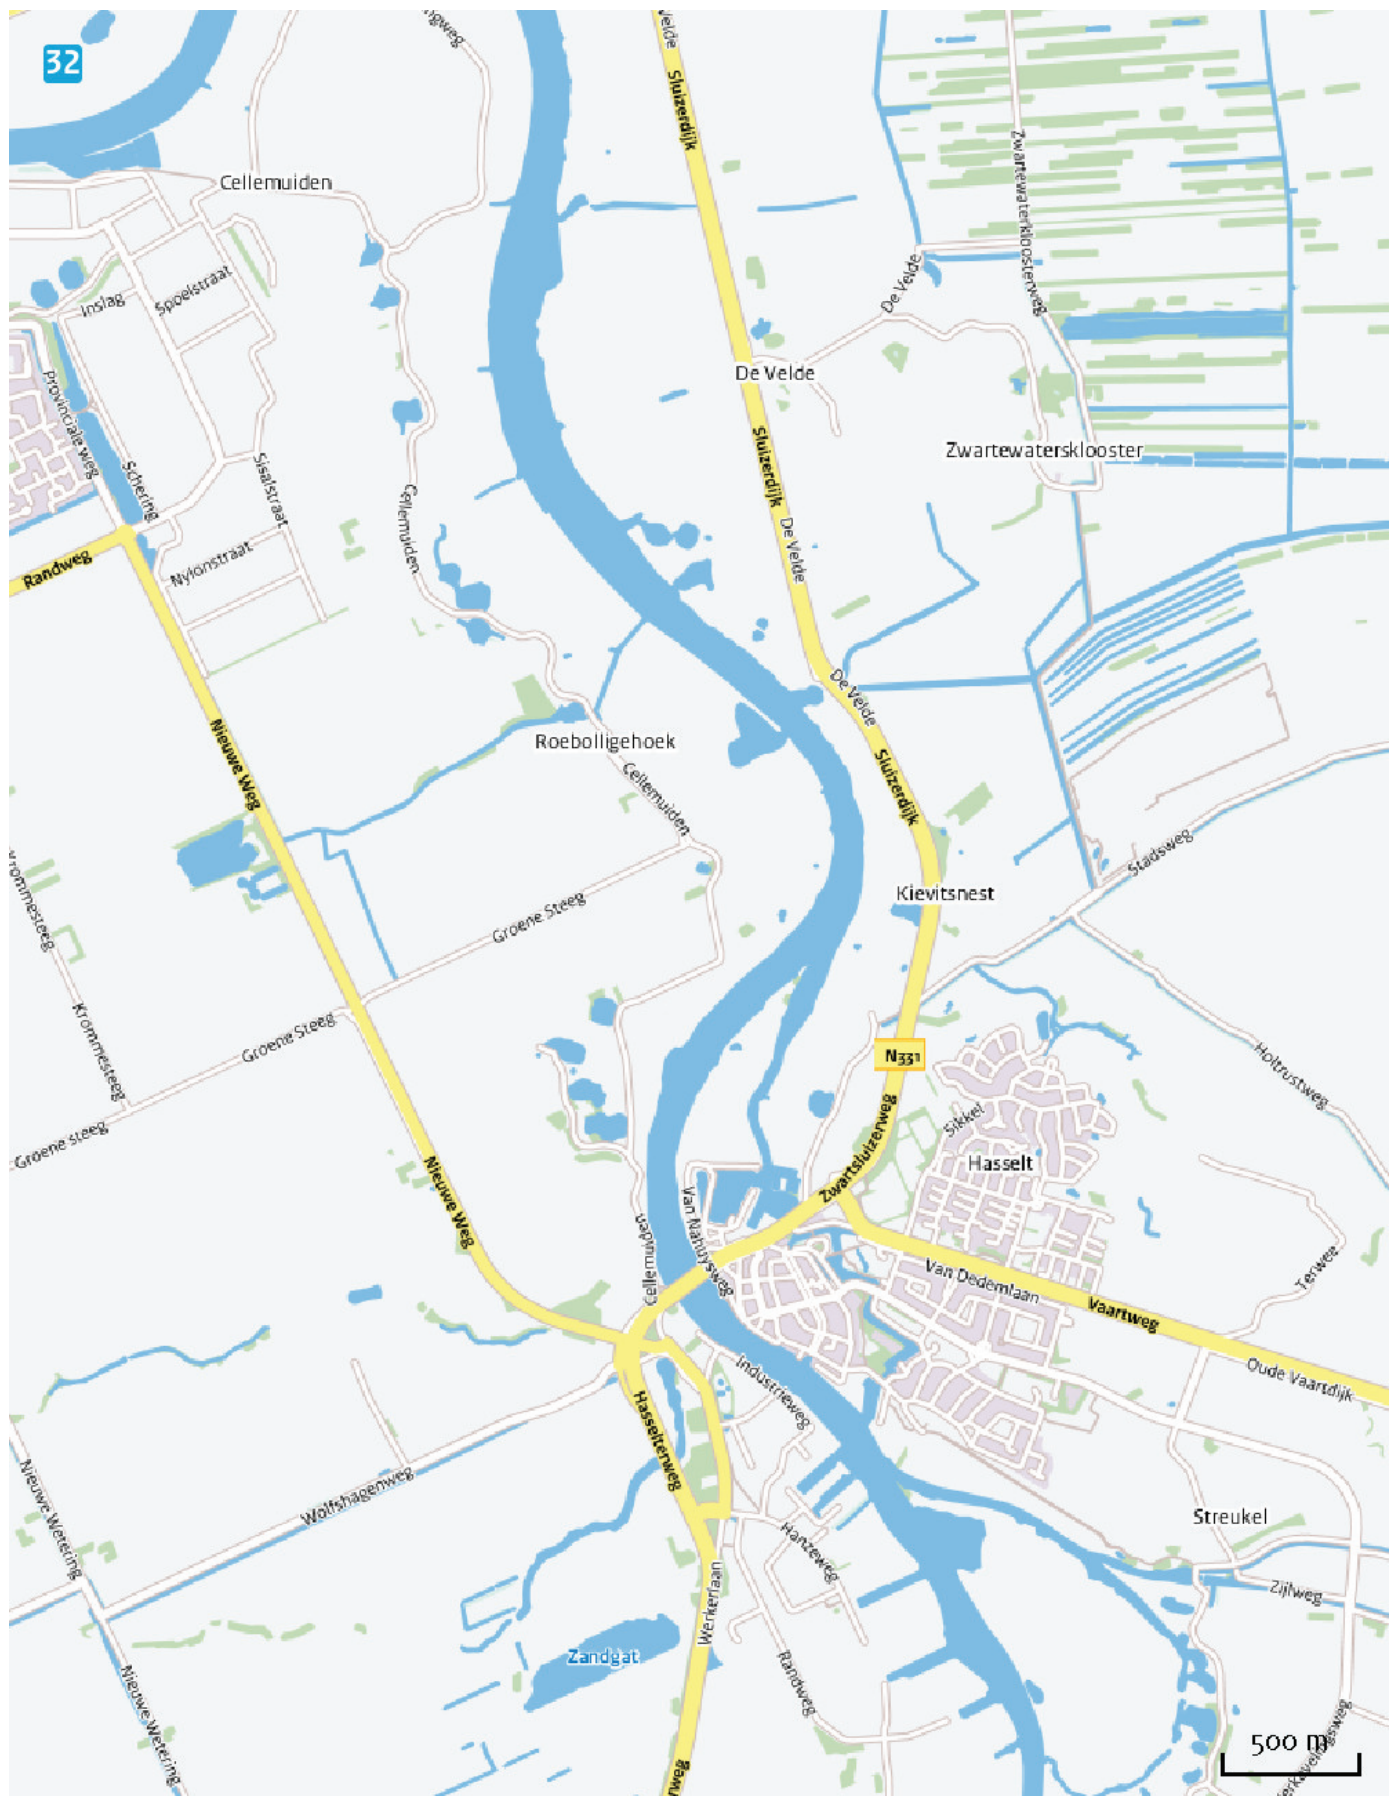 32
Velde
Sluizerdijk
Cellemuiden
Zwartewaterkloosterweg
Spoelstraat
Inslag
De Velde
De Velde
Provinciale weg
Zwartewatersklooster
Sluizerdijk
Schering
Sisalstraat
Cellemuiden
De Velde
Nylonstraat
Randweg
De Velde
Roebolligehoek
Nieuwe Weg
Cellemuiden
Sluizerdijk
Stadsweg
Kievitsnest
Krommesteeg
Groene Steeg
Krommesteeg
Groene Steeg
N331
Holtrustweg
Sikkel
Groene steeg
Zwartsluizerweg
Hasselt
Nieuwe Weg
Van Nahuysweg
Cellemuiden
Terwee
Van Dedemlaan
Vaartweg
Industrieweg
Oude Vaartdijk
Hasselterweg
Wolfshagenweg
Nieuwe Wetering
Streukel
Hanzeweg
Zijlweg
Werkerlaan
Zandgat
Randweg
Nieuwe Wetering
500 m